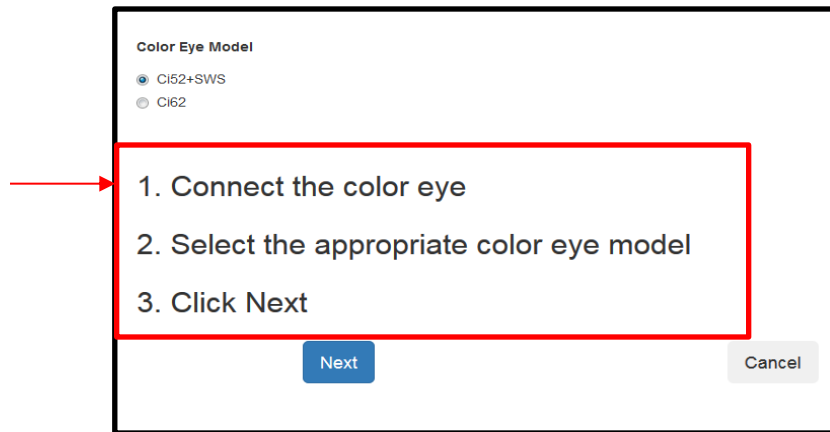 Color Eye Model
Ci52+SWS
Ci62
1. Connect the color eye
2. Select the appropriate color eye model
3. Click Next
Next
Cancel